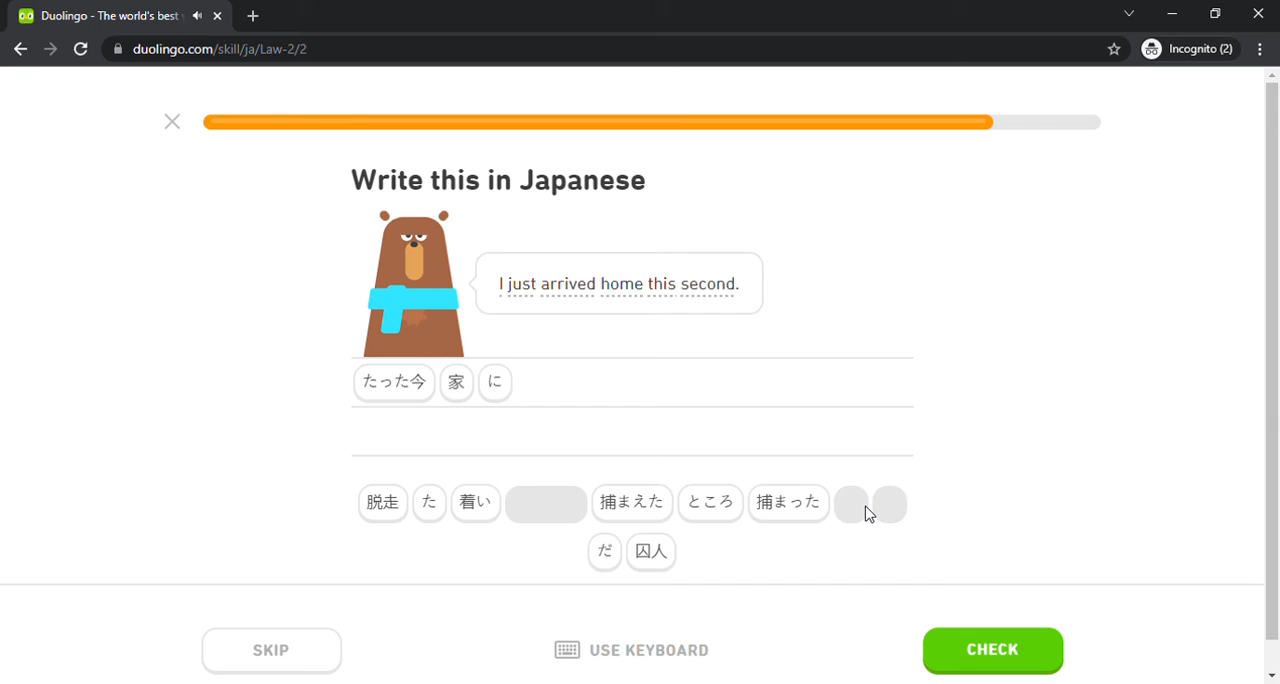 Duolingo - The world's best
duolingo.com/skill/ja/Law-2/2
Incognito (2)
Write this in Japanese
I just arrived home this second.
たった今 家 に
脱走 た 着い 捕まえた ところ 捕まった
だ 囚人
SKIP
USE KEYBOARD
CHECK